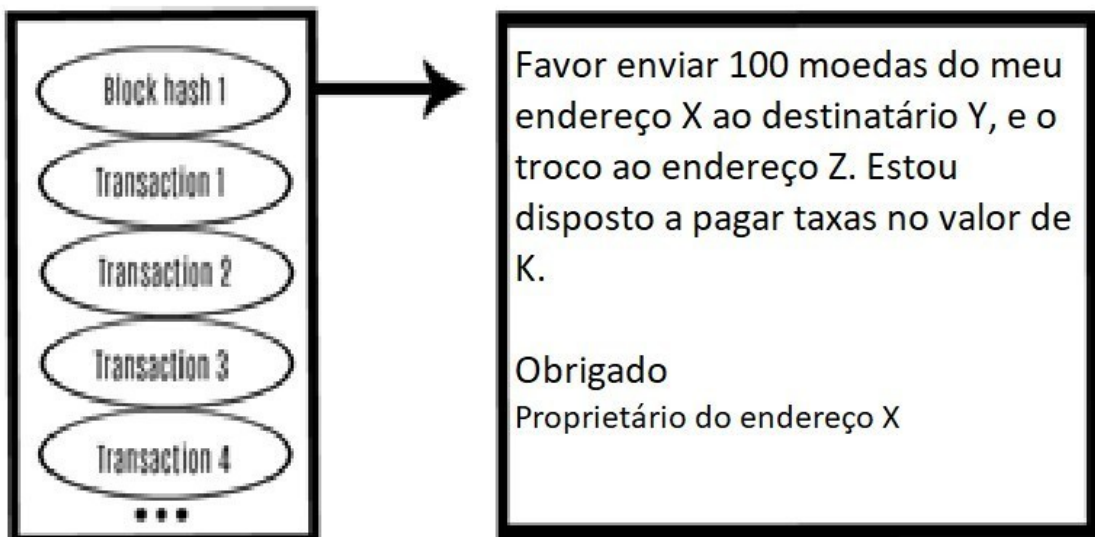 Block hash 1
Transaction 1
Transaction 2
Transaction 3
Transaction 4
...
Favor enviar 100 moedas do meu
endereço X ao destinatário Y, e o
troco ao endereço Z. Estou
disposto a pagar taxas no valor de
K.
Obrigado
Proprietário do endereço X